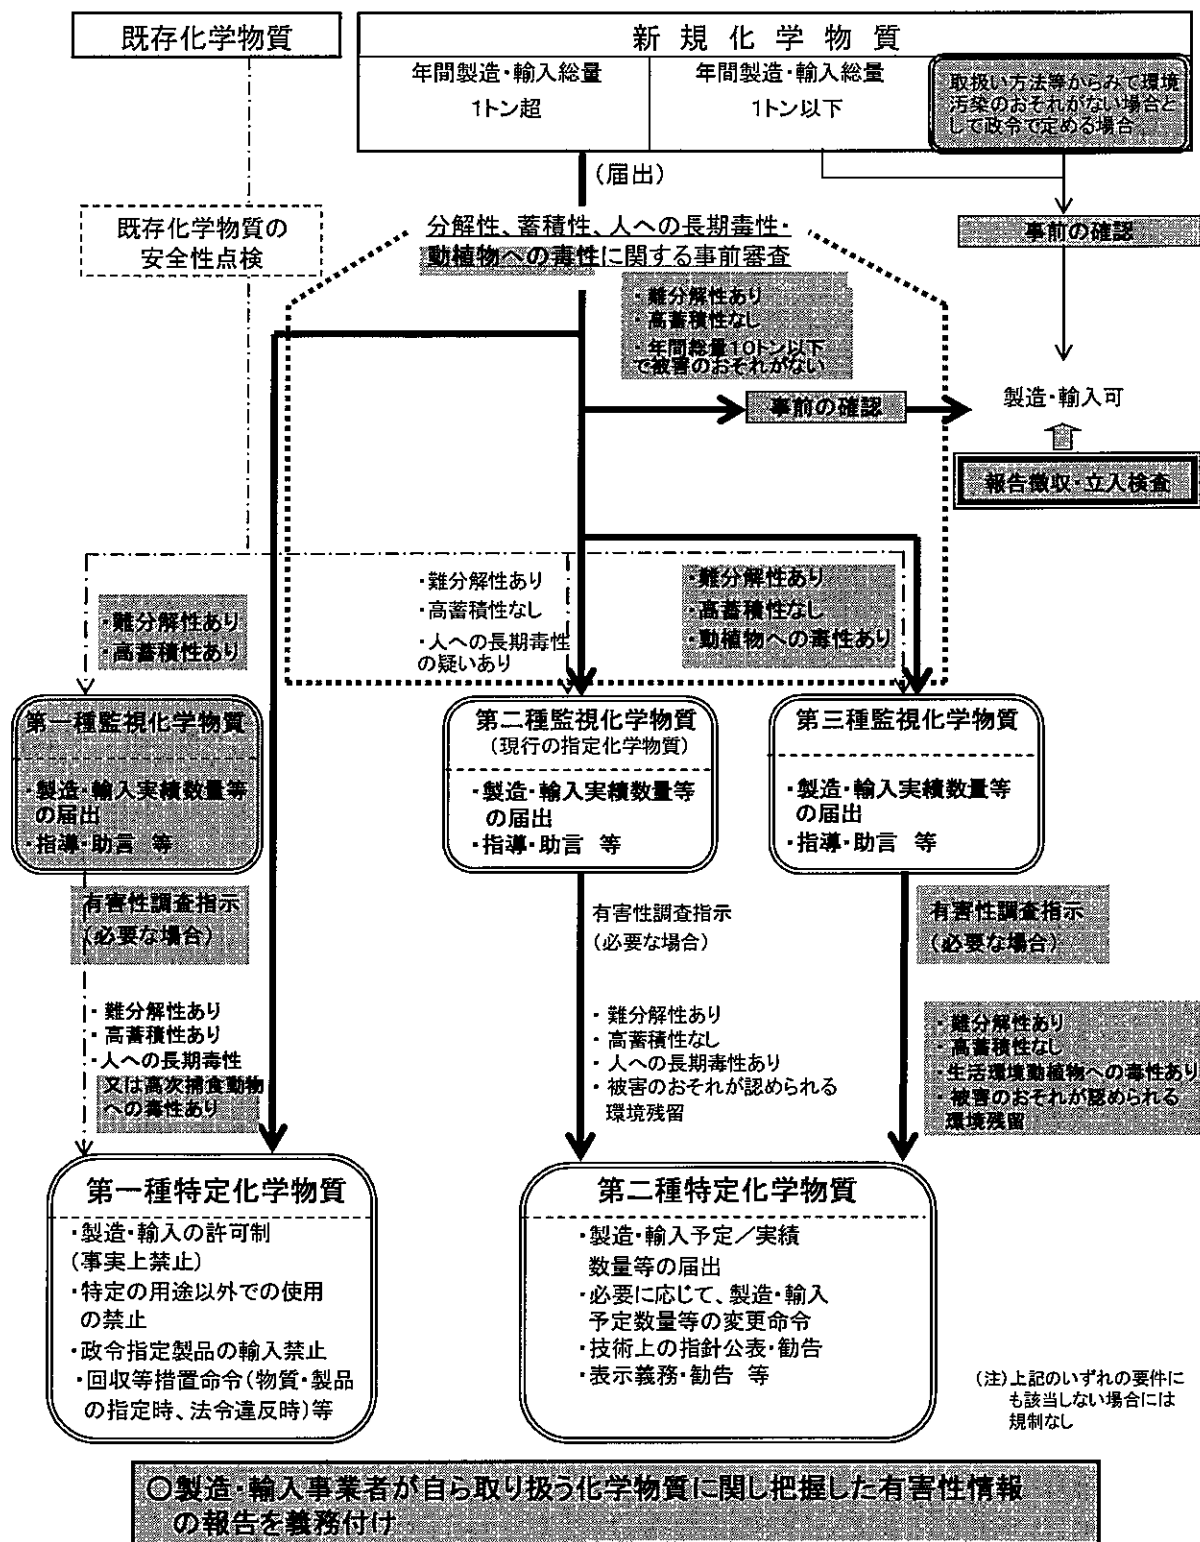 既存化学物質
新規化学物質
年間製造・輸入総量
1トン超
年間製造・輸入総量
1トン以下
取扱い方法等からみて環境
汚染のおそれがない場合と
して政令で定める場合
(届出)
既存化学物質の
安全性点検
分解性、蓄積性、人への長期毒性・
動植物への毒性に関する事前審査
事前の確認
・難分解性あり
・高蓄積性なし
・年間総量10トン以下
で被害のおそれがない
事前の確認
製造・輸入可
報告徴収・立入検査
・難分解性あり
・高蓄積性あり
・難分解性あり
・高蓄積性なし
・人への長期毒性
の疑いあり
・難分解性あり
・高蓄積性なし
・動植物への毒性あり
第一種監視化学物質
・製造・輸入実績数量等
の届出
・指導・助言 等
第二種監視化学物質
(現行の指定化学物質)
・製造・輸入実績数量等
の届出
・指導・助言 等
第三種監視化学物質
・製造・輸入実績数量等
の届出
・指導・助言 等
有害性調査指示
(必要な場合)
有害性調査指示
(必要な場合)
有害性調査指示
(必要な場合)
・難分解性あり
・高蓄積性あり
・人への長期毒性
又は高次捕食動物
への毒性あり
・難分解性あり
・高蓄積性なし
・人への長期毒性あり
・被害のおそれが認められる
環境残留
・難分解性あり
・高蓄積性なし
・生活環境動植物への毒性あり
・被害のおそれが認められる
環境残留
第一種特定化学物質
・製造・輸入の許可制
(事実上禁止)
・特定の用途以外での使用
の禁止
・政令指定製品の輸入禁止
・回収等措置命令(物質・製品
の指定時、法令違反時)等
第二種特定化学物質
・製造・輸入予定／実績
数量等の届出
・必要に応じて、製造・輸入
予定数量等の変更命令
・技術上の指針公表・勧告
・表示義務・勧告 等
(注)上記のいずれの要件に
も該当しない場合には
規制なし
○製造・輸入事業者が自ら取り扱う化学物質に関し把握した有害性情報
の報告を義務付け